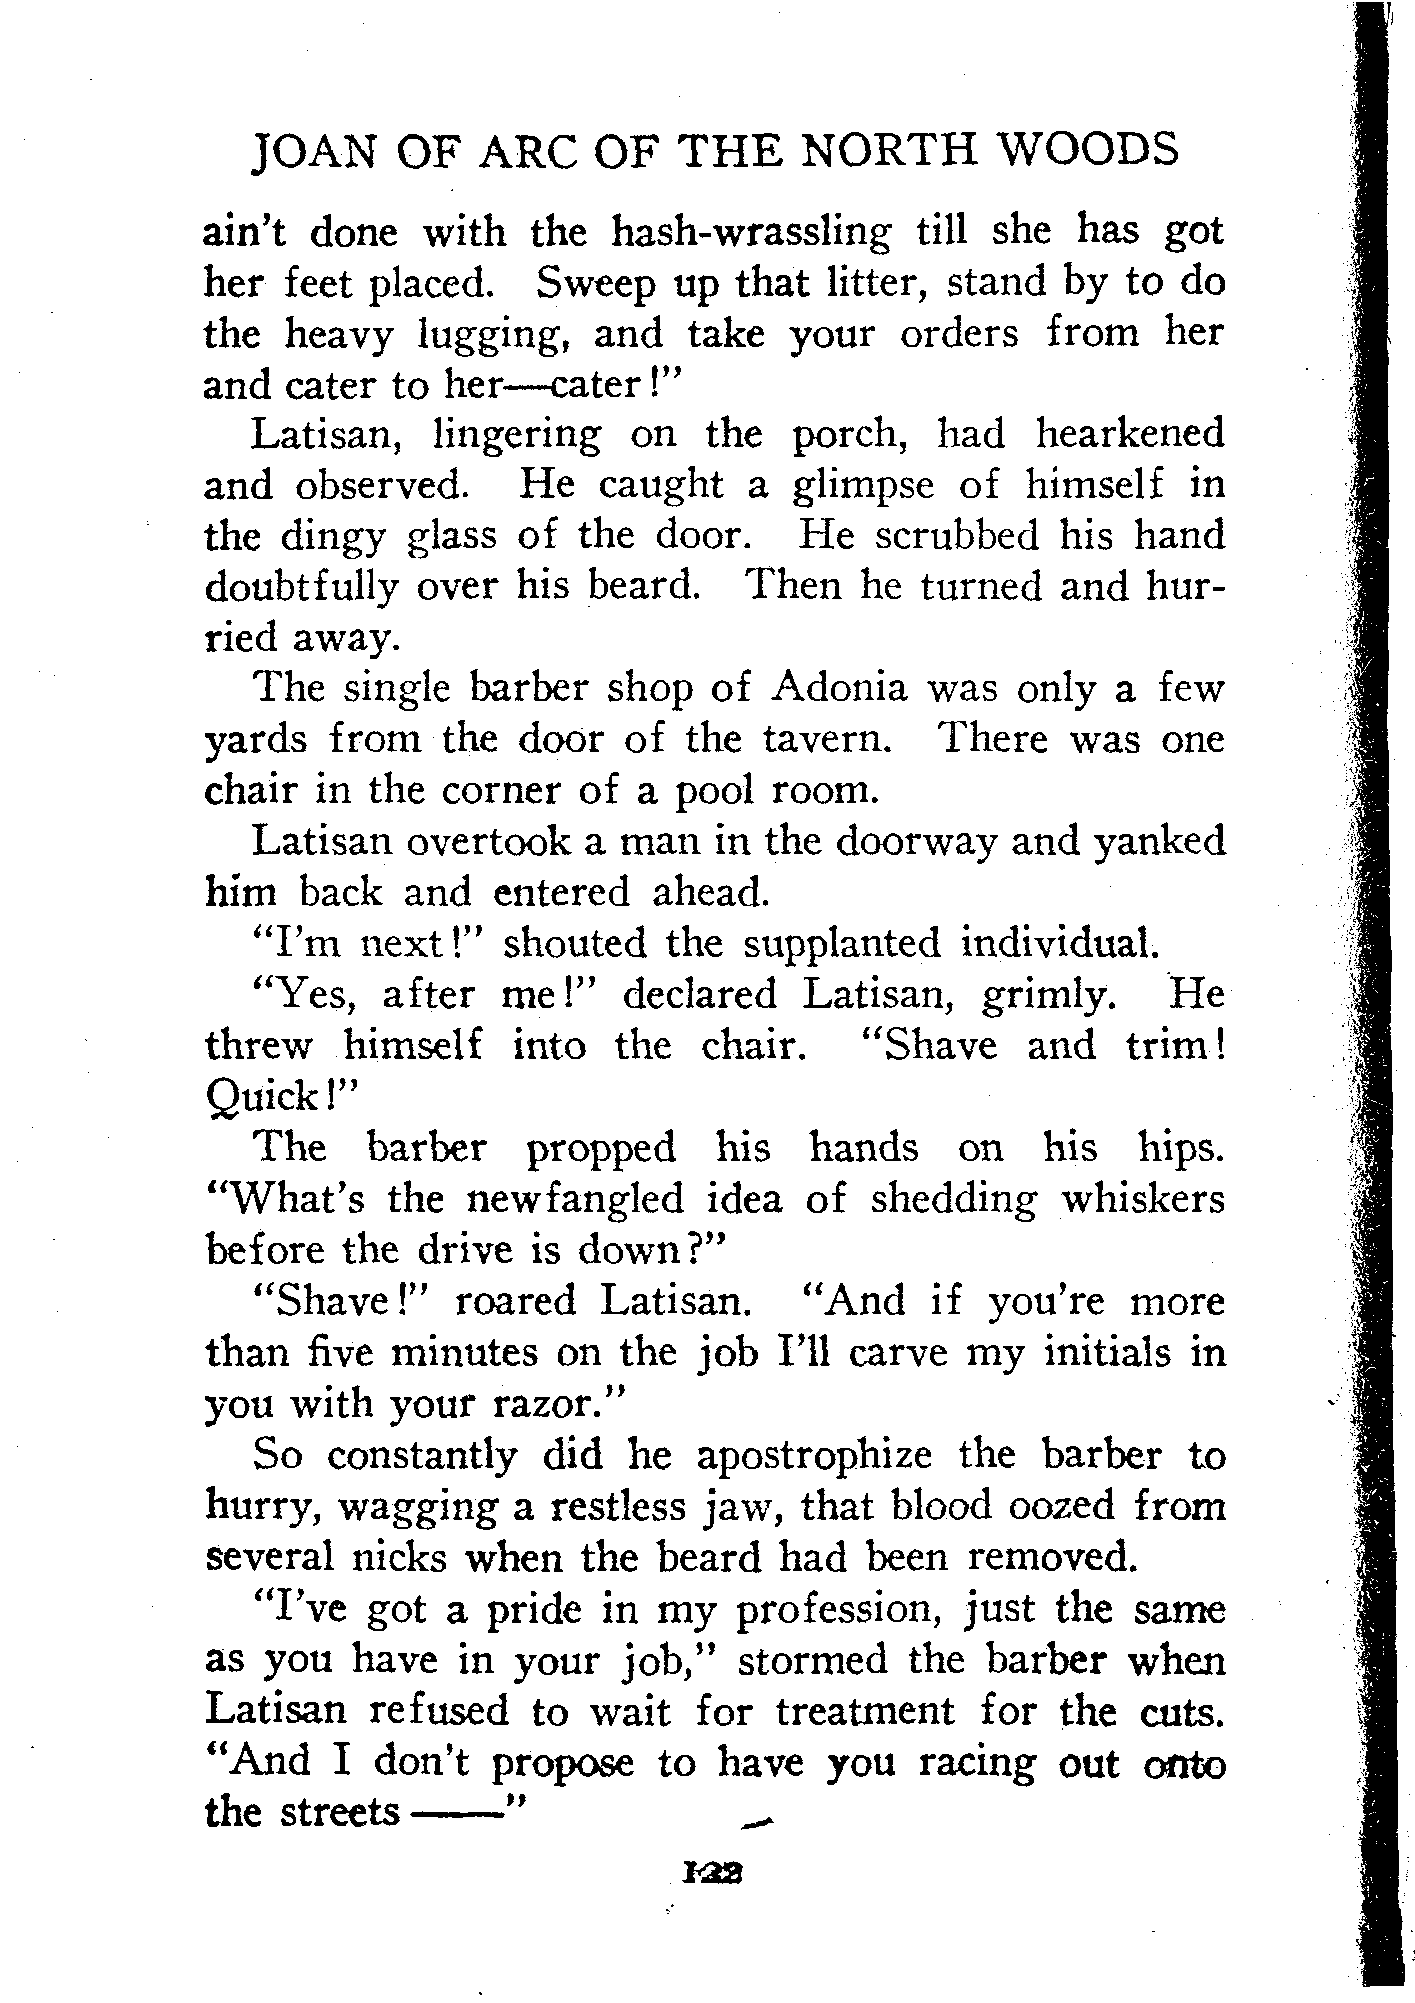 JOAN OF ARC OF THE NORTH WOODS
ain't done with the hash-wrassling till she has got
her feet placed. Sweep up that litter, stand by to do
the heavy lugging, and take your orders from her
and cater to her—cater!"
Latisan, lingering on the porch, had hearkened
and observed. He caught a glimpse of himself in
the dingy glass of the door. He scrubbed his hand
doubtfully over his beard. Then he turned and hur-
ried away.
The single barber shop of Adonia was only a few
yards from the door of the tavern. There was one
chair in the corner of a pool room.
Latisan overtook a man in the doorway and yanked
him back and entered ahead.
"I'm next!" shouted the supplanted individual.
"Yes, after me!" declared Latisan, grimly. He
threw himself into the chair. "Shave and trim!
Quick!"
The barber propped his hands on his hips.
"What's the newfangled idea of shedding whiskers
before the drive is down?"
"Shave!" roared Latisan. "And if you're more
than five minutes on the job I'll carve my initials in
you with your razor."
So constantly did he apostrophize the barber to
hurry, wagging a restless jaw, that blood oozed from
several nicks when the beard had been removed.
"I've got a pride in my profession, just the same
as you have in your job," stormed the barber when
Latisan refused to wait for treatment for the cuts.
"And I don't propose to have you racing out onto
the streets——"
122